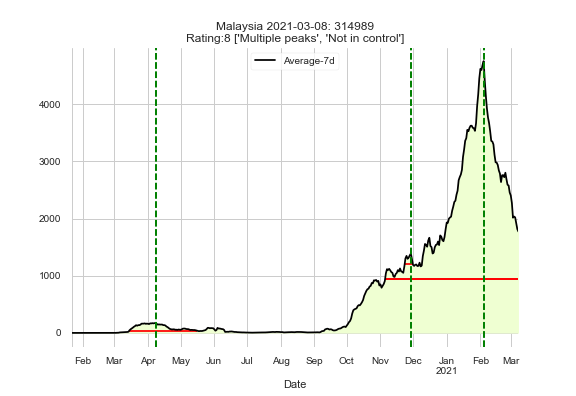 Malaysia 2021-03-08: 314989
Rating:8 ['Multiple peaks', 'Not in control']
Average-7d
4000
3000
2000
1000
0
Feb Mar Apr May Jun Jul Aug Sep Oct Nov Dec Jan Feb Mar
2021
Date